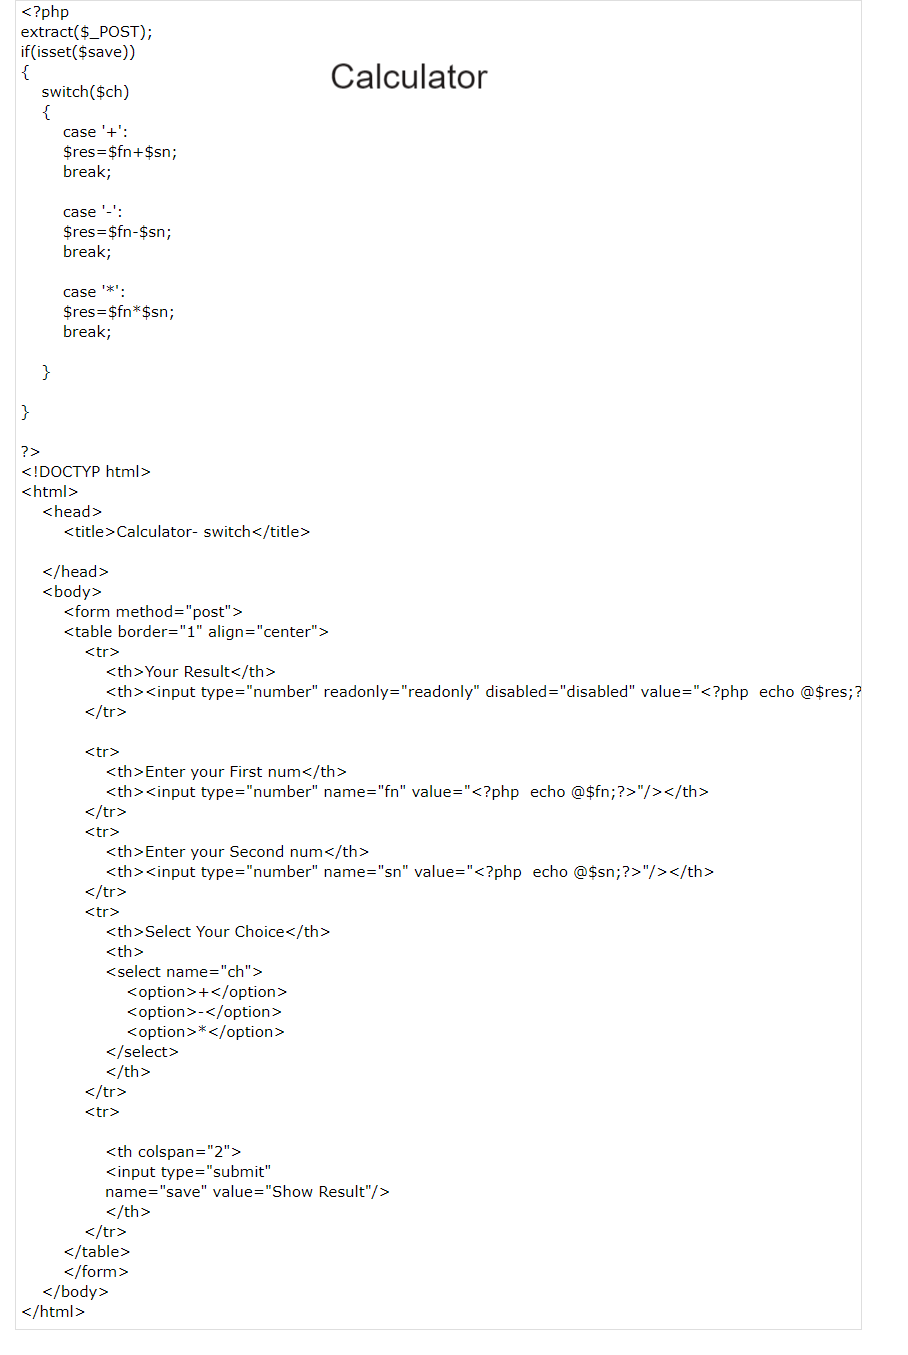 <?php
extract($_POST);
if(isset($save))
{
Calculator
switch($ch)
{
case '+':
$res=$fn+$sn;
break;
case '-':
$res=$fn-$sn;
break;
case '*':
$res=$fn*$sn;
break;
}
}
?>
<!DOCTYP html>
<html>
<head>
<title>Calculator- switch</title>
</head>
<body>
<form method="post">
<table border="1" align="center">
<tr>
<th>Your Result</th>
<th><input type="number" readonly="readonly" disabled="disabled" value="<?php  echo @$res;?
</tr>
<tr>
<th>Enter your First num</th>
<th><input type="number" name="fn" value="<?php  echo @$fn;?>"/></th>
</tr>
<tr>
<th>Enter your Second num</th>
<th><input type="number" name="sn" value="<?php  echo @$sn;?>"/></th>
</tr>
<tr>
<th>Select Your Choice</th>
<th>
<select name="ch">
<option>+</option>
<option>-</option>
<option>*</option>
</select>
</th>
</tr>
<tr>
<th colspan="2">
<input type="submit"
name="save" value="Show Result"/>
</th>
</tr>
</table>
</form>
</body>
</html>